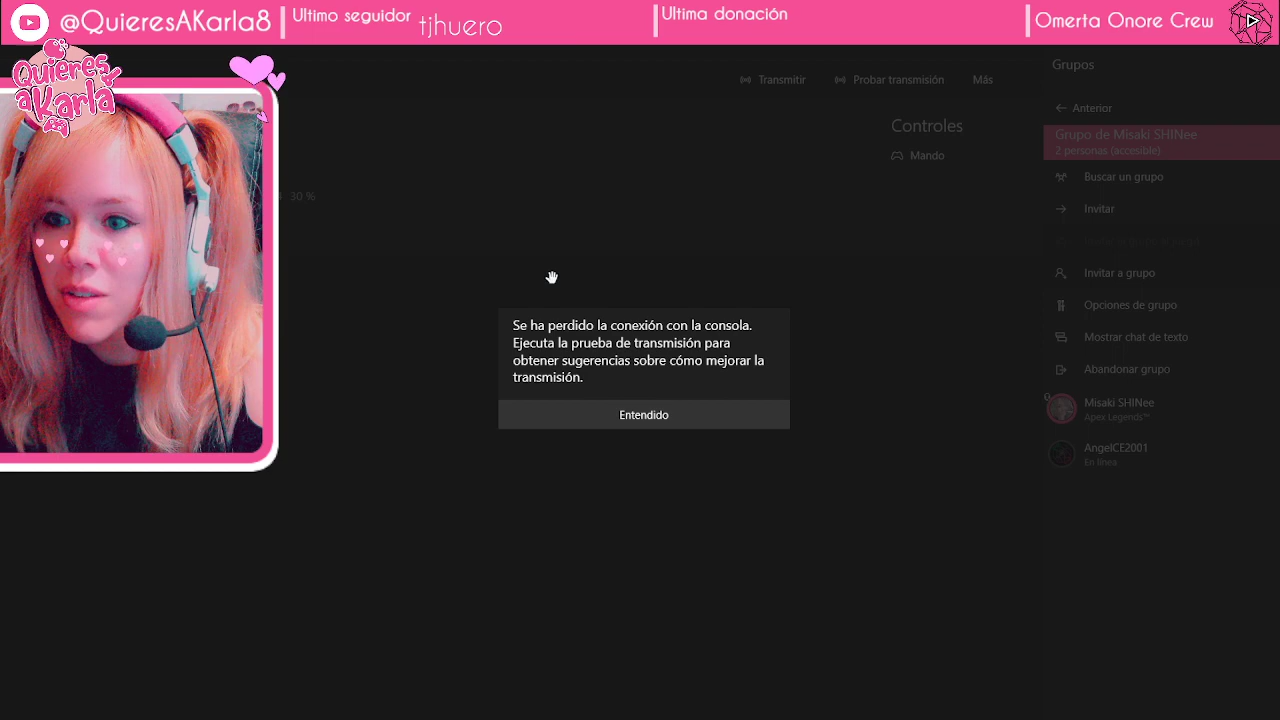 @QuieresAKarla8
Ultimo seguidor
tjhuero
Ultima donación
Omerta Onore Crew
Quieres
aKarla
Transmitir
Probar transmisión
Más
Controles
Mando
30 %
Grupos
Anterior
Grupo de Misaki SHINee
2 personas (accesible)
Buscar un grupo
Invitar
Invitar a grupo
Opciones de grupo
Mostrar chat de texto
Abandonar grupo
Misaki SHINee
Apex Legends™
AngelCE2001
En línea
Se ha perdido la conexión con la consola.
Ejecuta la prueba de transmisión para
obtener sugerencias sobre cómo mejorar la
transmisión.
Entendido